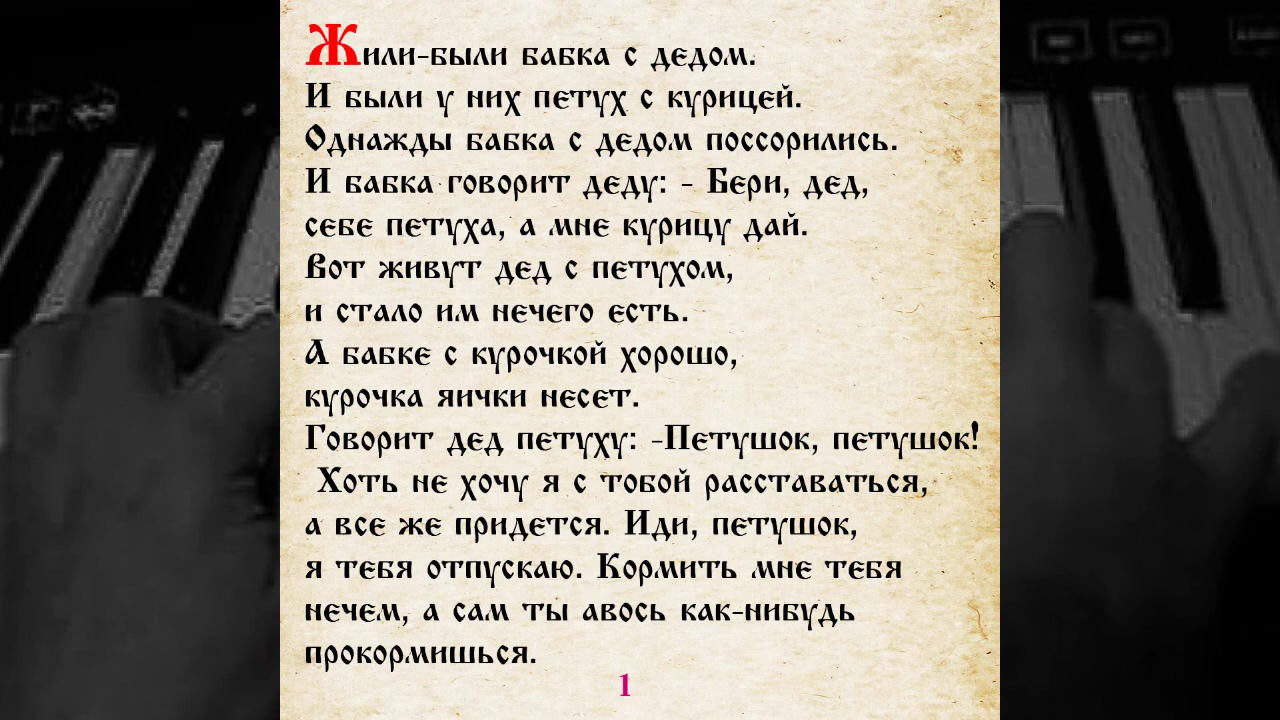 Жили-были бабка с дедом.
И были у них петух с курицей.
Однажды бабка с дедом поссорились.
И бабка говорит деду: - Бери, дед,
себе петуха, а мне курицу дай.
Вот живут дед с петухом,
и стало им нечего есть.
А бабке с курочкой хорошо,
курочка яички несет.
Говорит дед петуху: -Петушок, петушок!
Хоть не хочу я с тобой расставаться,
а все же придется. Иди, петушок,
я тебя отпускаю. Кормить мне тебя
нечем, а сам ты авось как-нибудь
прокормишься.
1